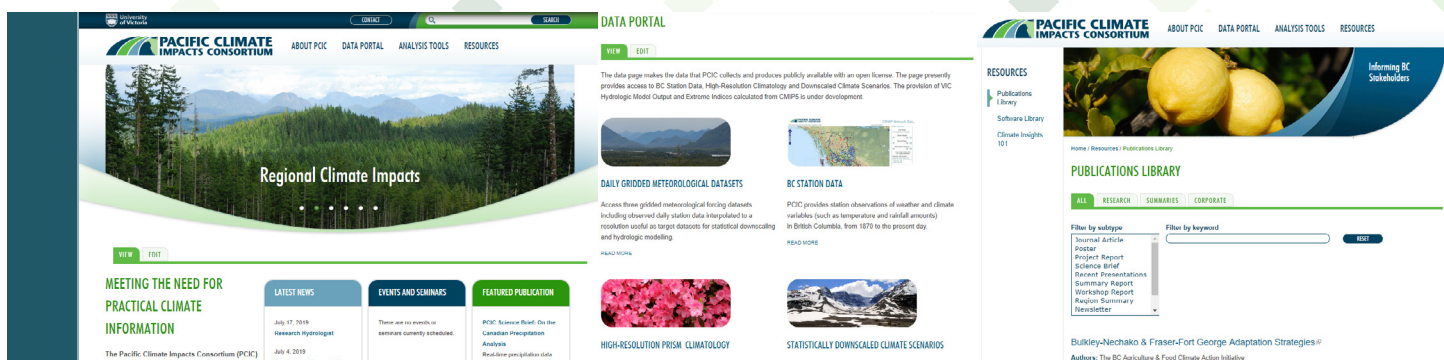 University
of Victoria
CONTACT
SEARCH
PACIFIC CLIMATE
IMPACTS CONSORTIUM
ABOUT PCIC
DATA PORTAL
ANALYSIS TOOLS
RESOURCES
Regional Climate Impacts
VIEW
EDIT
MEETING THE NEED FOR
PRACTICAL CLIMATE
INFORMATION
The Pacific Climate Impacts Consortium (PCIC)
LATEST NEWS
July 17, 2019
Research Hydrologist
July 4, 2019
EVENTS AND SEMINARS
There are no events or
seminars currently scheduled.
FEATURED PUBLICATION
PCIC Science Brief: On the
Canadian Precipitation
Analysis
Real-time precipitation data
DATA PORTAL
VIEW
EDIT
The data page makes the data that PCIC collects and produces publicly available with an open license. The page presently
provides access to BC Station Data, High-Resolution Climatology and Downscaled Climate Scenarios. The provision of VIC
Hydrologic Model Output and Extreme Indices calculated from CMIP5 is under development.
DAILY GRIDDED METEOROLOGICAL DATASETS
Access three gridded meteorological forcing datasets
including observed daily station data interpolated to a
resolution useful as target datasets for statistical downscaling
and hydrologic modelling.
READ MORE
BC STATION DATA
PCIC provides station observations of weather and climate
variables (such as temperature and rainfall amounts)
in British Columbia, from 1870 to the present day.
READ MORE
HIGH-RESOLUTION PRISM CLIMATOLOGY
STATISTICALLY DOWNSCALED CLIMATE SCENARIOS
PACIFIC CLIMATE
IMPACTS CONSORTIUM
ABOUT PCIC
DATA PORTAL
ANALYSIS TOOLS
RESOURCES
RESOURCES
Publications
Library
Software Library
Climate Insights
101
Informing BC
Stakeholders
Home / Resources / Publications Library
PUBLICATIONS LIBRARY
ALL
RESEARCH
SUMMARIES
CORPORATE
Filter by subtype
Journal Article
Poster
Project Report
Science Brief
Recent Presentations
Summary Report
Workshop Report
Region Summary
Newsletter
Filter by keyword
RESET
Bulkley-Nechako & Fraser-Fort George Adaptation Strategies
Authors: The BC Agriculture & Food Climate Action Initiative